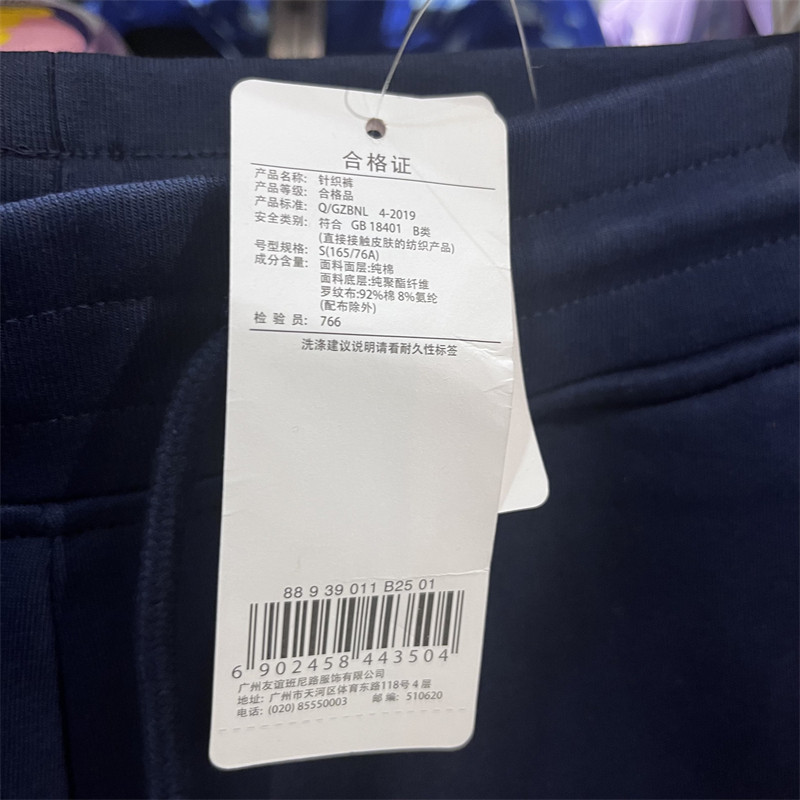 合格证
产品名称: 针织裤
产品等级: 合格品
产品标准: Q/GZBNL 4-2019
安全类别: 符合 GB 18401 B类
(直接接触皮肤的纺织产品)
号型规格: S(165/76A)
成分含量: 面料面层:纯棉
面料底层:纯聚酯纤维
罗纹布:92%棉 8%氨纶
(配布除外)
检验员: 766
洗涤建议说明请看耐久性标签
88 9 39 011 B25 01
6 902458 443504
广州友谊班尼路服饰有限公司
地址: 广州市天河区体育东路118号4层
电话: (020) 85550003 邮编: 510620